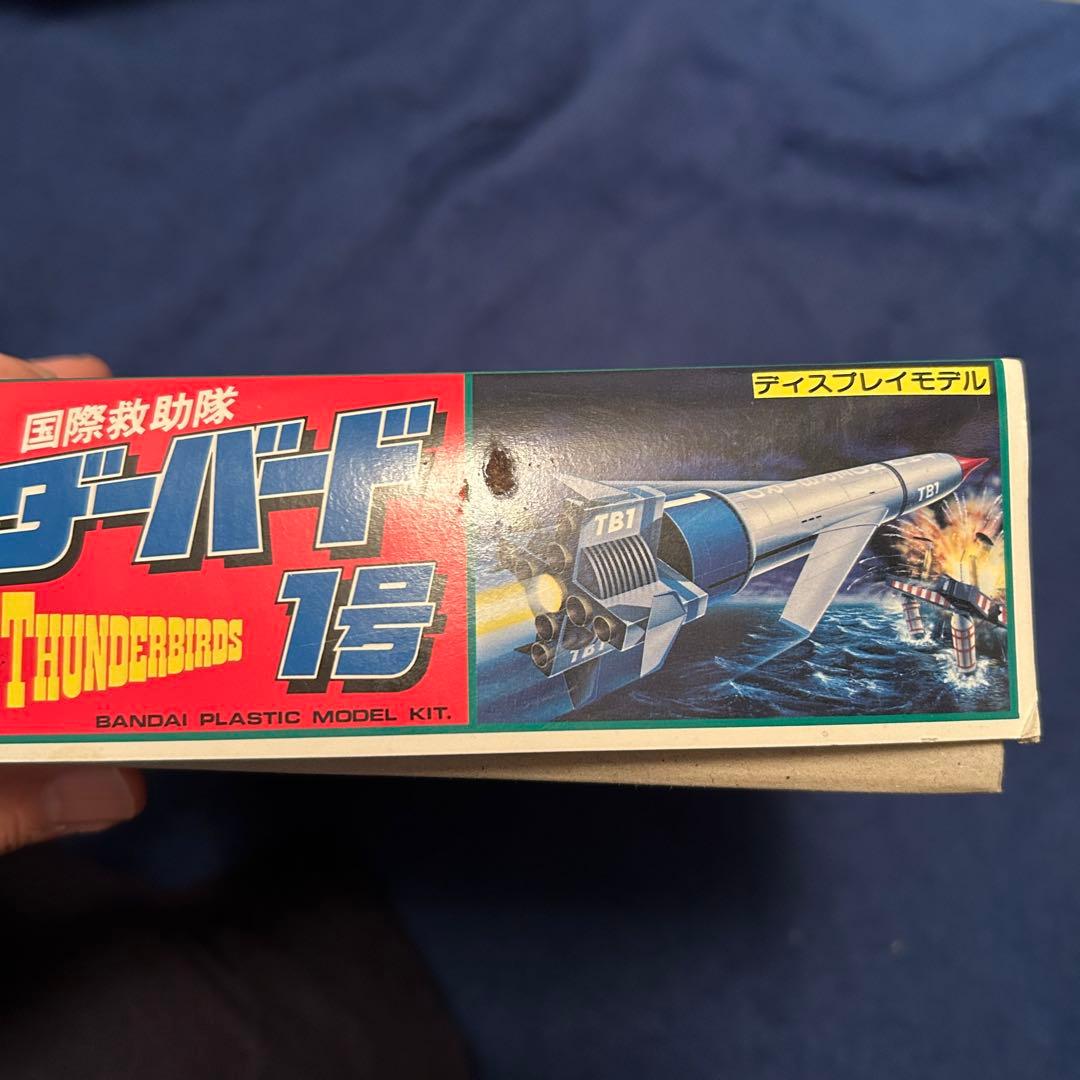 国際救助隊
ダーバード
1号
THUNDERBIRDS
BANDAI PLASTIC MODEL KIT.
ディスプレイモデル
TB1
TB1
TB1